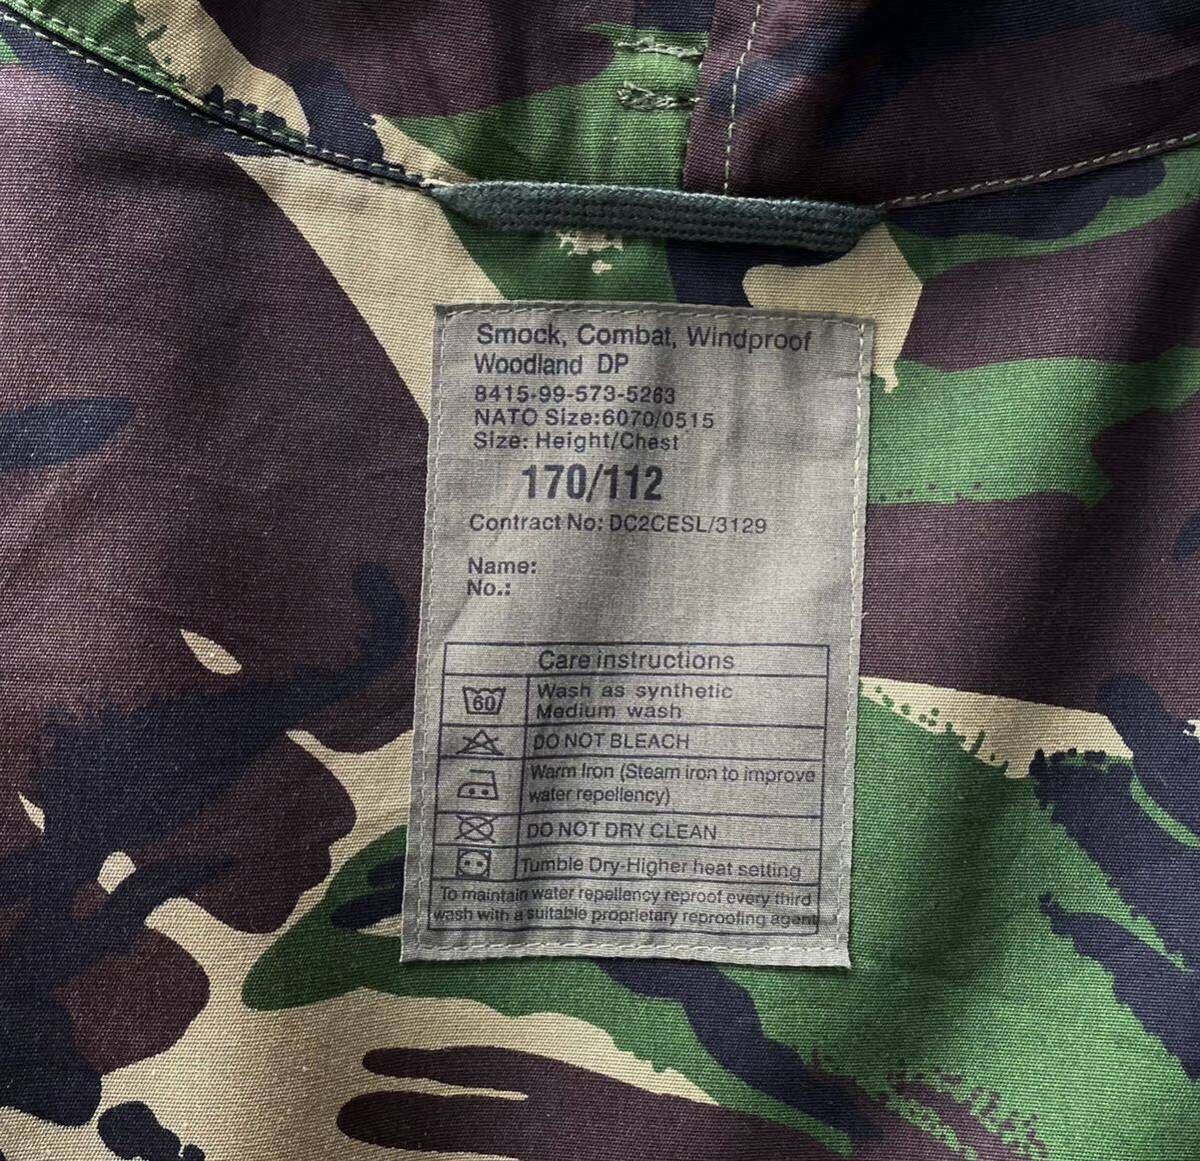 Smock, Combat, Windproof
Woodland DP
8415-99-573-5263
NATO Size:6070/0515
Size: Height/Chest
170/112
Contract No: DC2CESL/3129
Name:
No.:
Care instructions
60
Wash as synthetic
Medium wash
DO NOT BLEACH
Warm Iron (Steam iron to improve
water repellency)
DO NOT DRY CLEAN
Tumble Dry-Higher heat setting
To maintain water repellency reproof every third
wash with a suitable proprietary reproofing agent